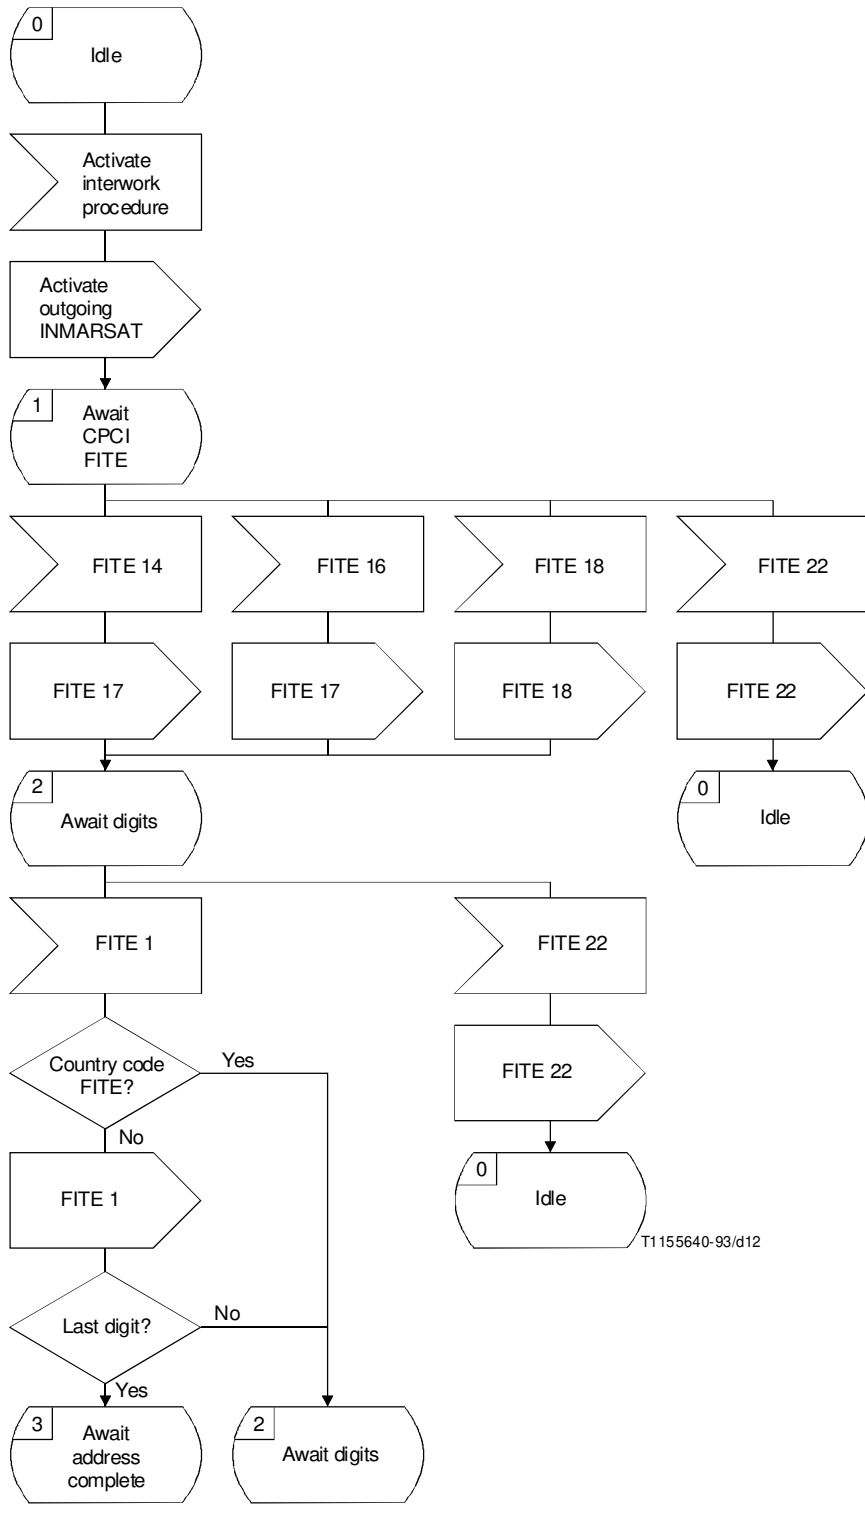 0
Idle
Activate
interwork
procedure
Activate
outgoing
INMARSAT
1
Await
CPCI
FITE
FITE 14
FITE 16
FITE 18
FITE 22
FITE 17
FITE 17
FITE 18
FITE 22
2
Await digits
0
Idle
FITE 1
FITE 22
Country code
FITE?
Yes
No
FITE 22
FITE 1
0
Idle
T1155640-93/d12
Last digit?
No
Yes
3
Await
address
complete
2
Await digits